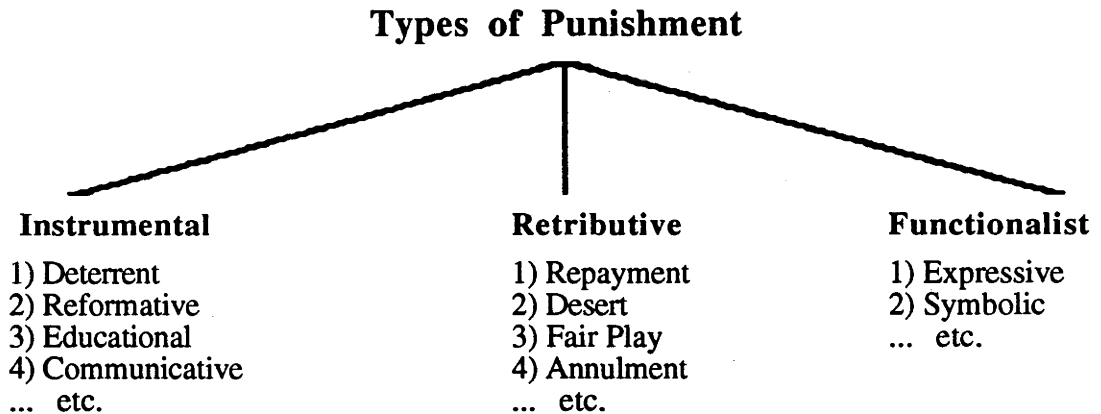 Types of Punishment
Instrumental
1) Deterrent
2) Reformative
3) Educational
4) Communicative
... etc.
Retributive
1) Repayment
2) Desert
3) Fair Play
4) Annulment
... etc.
Functionalist
1) Expressive
2) Symbolic
... etc.